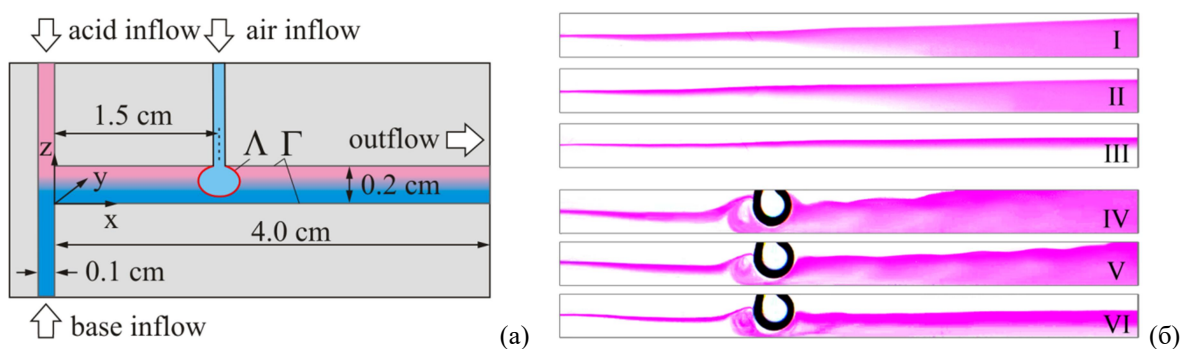 acid inflow air inflow
1.5 cm
z
Λ Γ
outflow
y
0.2 cm
x
4.0 cm
0.1 cm
base inflow
(а)
I
II
III
IV
V
VI
(б)